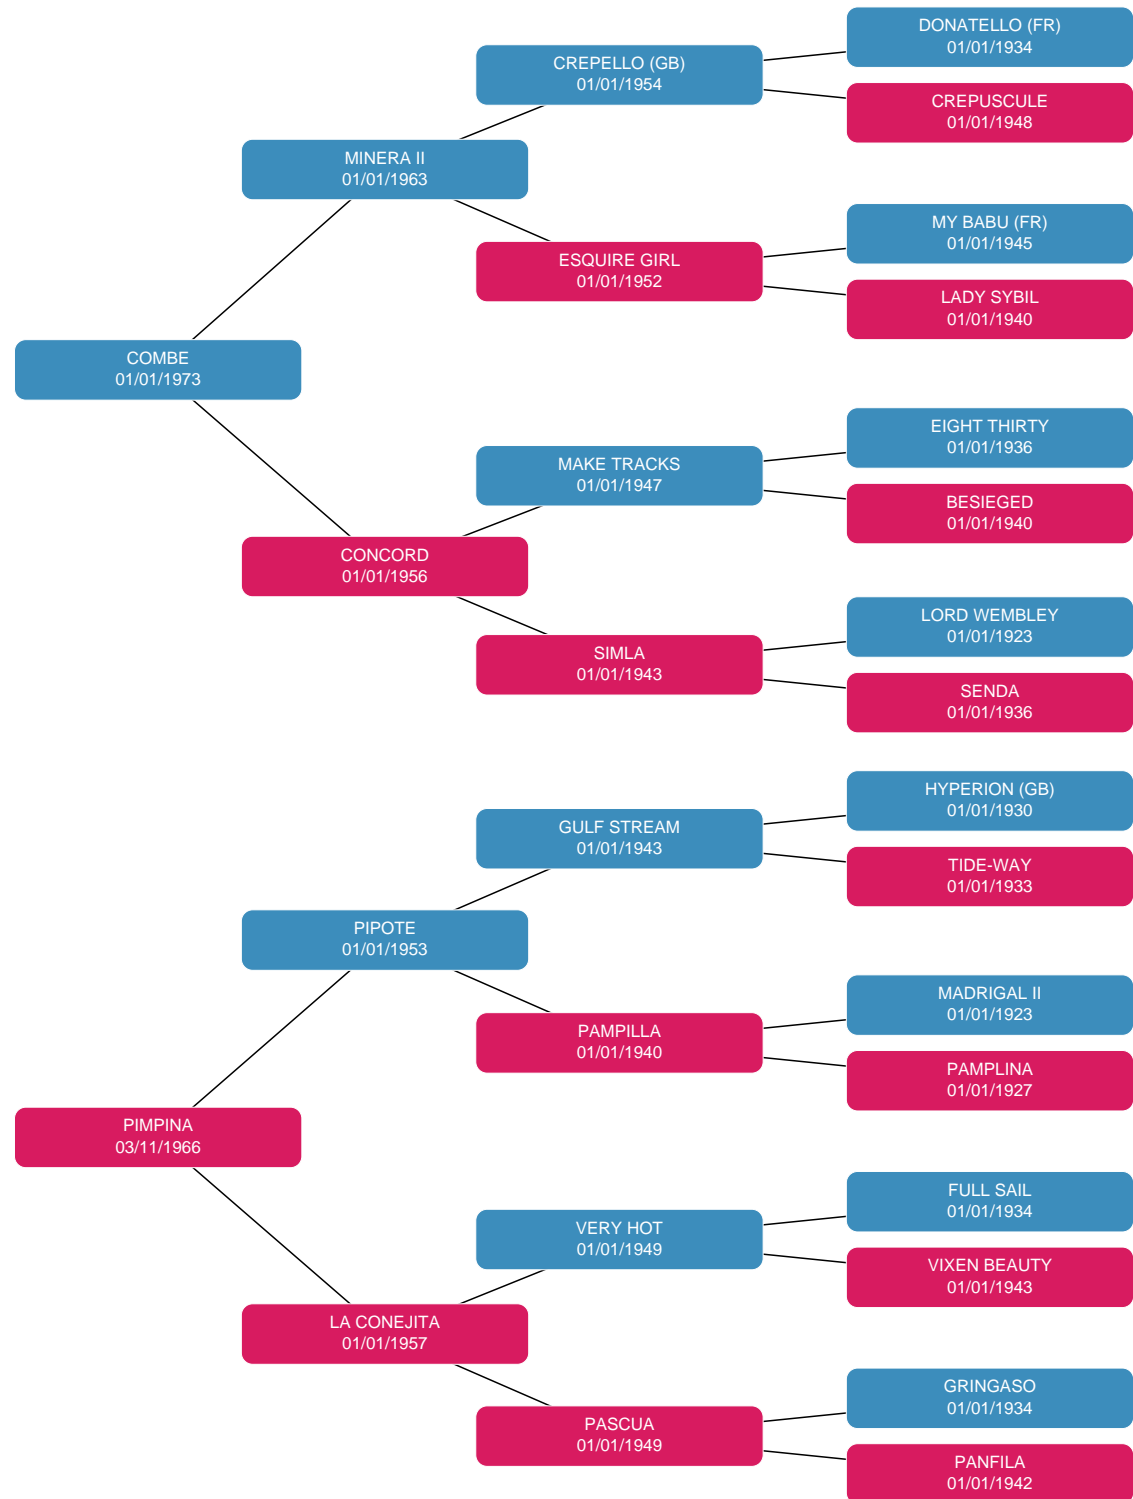 DONATELLO (FR)
01/01/1934
CREPELLO (GB)
01/01/1954
CREPUSCULE
01/01/1948
MINERA II
01/01/1963
MY BABU (FR)
01/01/1945
ESQUIRE GIRL
01/01/1952
LADY SYBIL
01/01/1940
COMBE
01/01/1973
EIGHT THIRTY
01/01/1936
MAKE TRACKS
01/01/1947
BESIEGED
01/01/1940
CONCORD
01/01/1956
LORD WEMBLEY
01/01/1923
SIMLA
01/01/1943
SENDA
01/01/1936
HYPERION (GB)
01/01/1930
GULF STREAM
01/01/1943
TIDE-WAY
01/01/1933
PIPOTE
01/01/1953
MADRIGAL II
01/01/1923
PAMPILLA
01/01/1940
PAMPLINA
01/01/1927
PIMPINA
03/11/1966
FULL SAIL
01/01/1934
VERY HOT
01/01/1949
VIXEN BEAUTY
01/01/1943
LA CONEJITA
01/01/1957
GRINGASO
01/01/1934
PASCUA
01/01/1949
PANFILA
01/01/1942